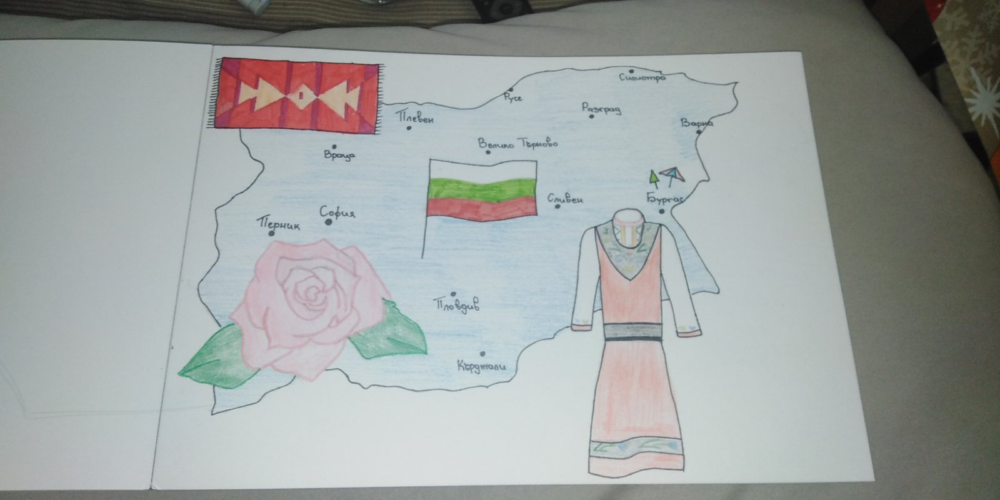 Силистра
Русе
Разград
Плевен
Варна
Велико Търново
Враца
Сливен
Бургас
София
Перник
Пловдив
Кърджали